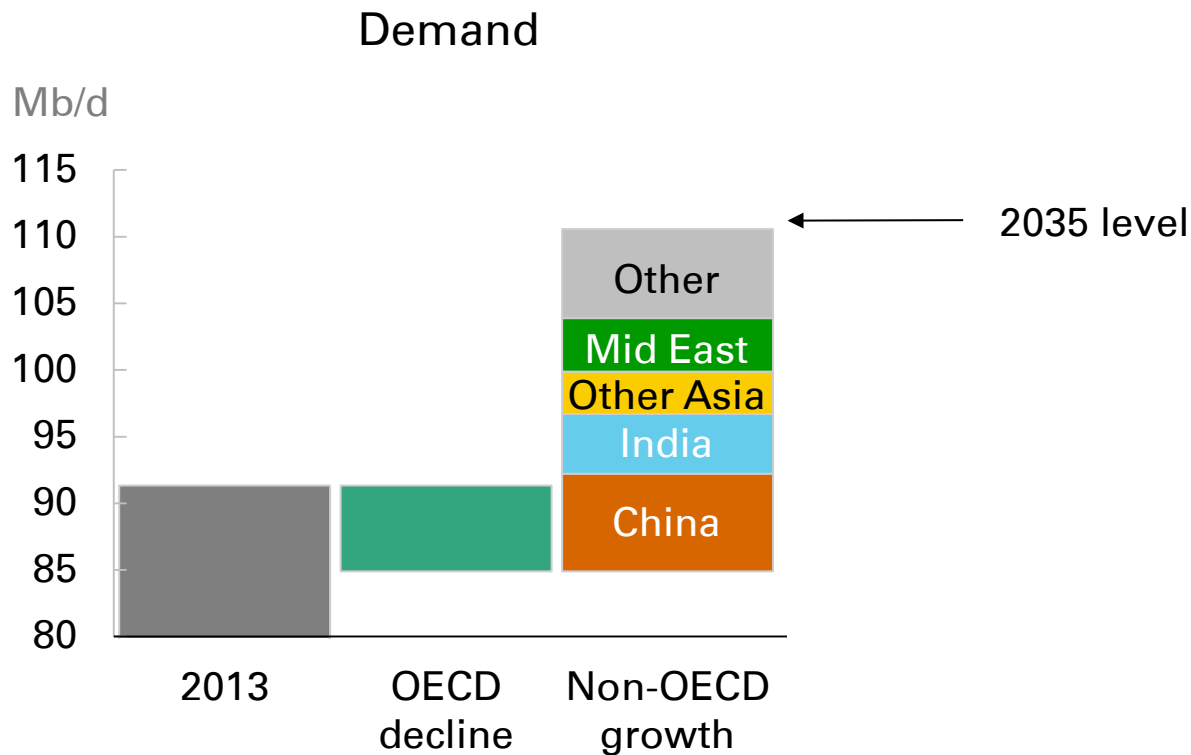 Demand
Mb/d
115
110
105
100
95
90
85
80
2035 level
Other
Mid East
Other Asia
India
China
2013
OECD
decline
Non-OECD
growth